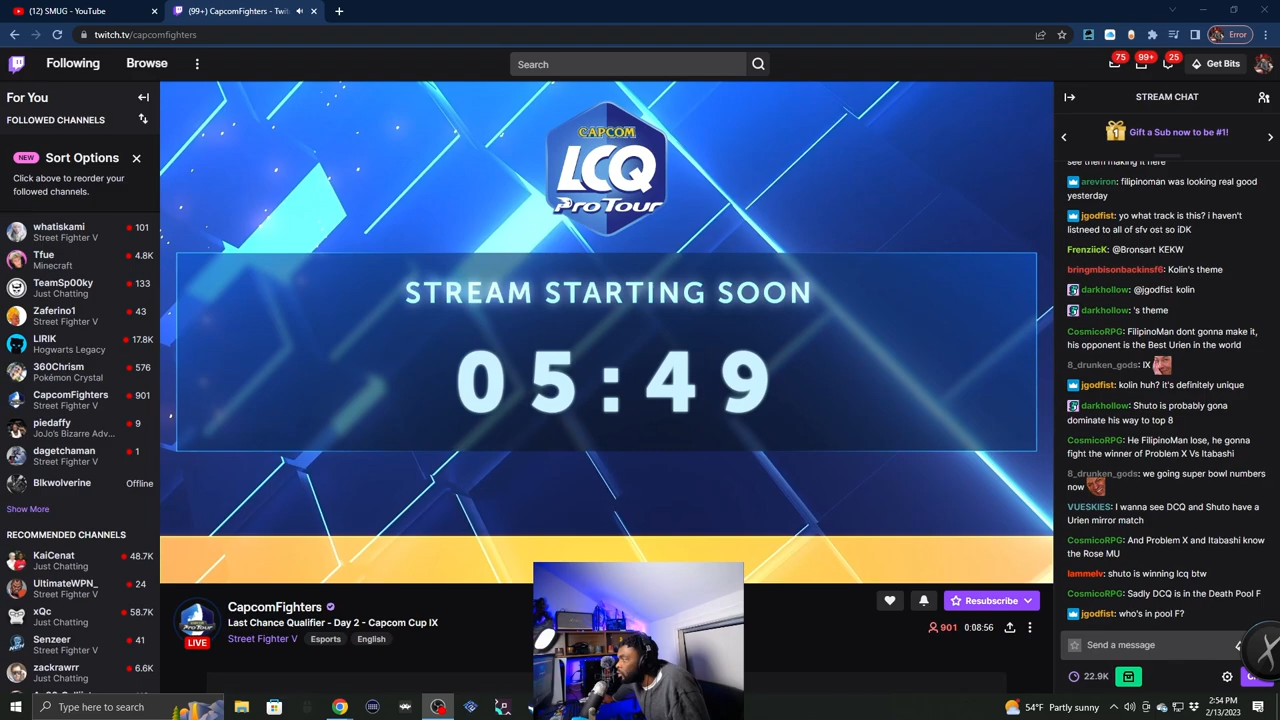 (12) SMUG - YouTube
(99+) CapcomFighters - Twit
twitch.tv/capcomfighters
Error
Following
Browse
Search
75
99+
25
Get Bits
For You
FOLLOWED CHANNELS
NEW Sort Options
Click above to reorder your
followed channels.
whatiskami 101
Street Fighter V
Tfue 4.8K
Minecraft
TeamSp00ky 133
Just Chatting
Zaferino1 43
Street Fighter V
LIRIK 17.8K
Hogwarts Legacy
360Chrism 576
Pokémon Crystal
CapcomFighters 901
Street Fighter V
piedaffy 9
JoJo's Bizarre Adv...
dagetchaman 1
Street Fighter V
Blkwolverine Offline
Show More
RECOMMENDED CHANNELS
KaiCenat 48.7K
Just Chatting
UltimateWPN_ 24
Just Chatting
xQc 58.7K
Just Chatting
Senzeer 41
Just Chatting
zackrawrr 6.6K
Just Chatting
CAPCOM
LCQ
ProTour
STREAM STARTING SOON
05:49
LIVE
CapcomFighters
Last Chance Qualifier - Day 2 - Capcom Cup IX
Street Fighter V Esports English
Resubscribe
901 0:08:56
STREAM CHAT
1 Gift a Sub now to be #1!
see them making it here
areviron: filipinoman was looking real good
yesterday
jgodfist: yo what track is this? i haven't
listneed to all of sfv ost so iDK
FrenziicK: @Bronsart KEKW
bringmbisonbackinsf6: Kolin's theme
darkhollow: @jgodfist kolin
darkhollow: 's theme
CosmicoRPG: FilipinoMan dont gonna make it,
his opponent is the Best Urien in the world
8_drunken_gods: IX
jgodfist: kolin huh? it's definitely unique
darkhollow: Shuto is probably gona
dominate his way to top 8
CosmicoRPG: He FilipinoMan lose, he gonna
fight the winner of Problem X Vs Itabashi
8_drunken_gods: we going super bowl numbers
now
VUESKIES: I wanna see DCQ and Shuto have a
Urien mirror match
CosmicoRPG: And Problem X and Itabashi know
the Rose MU
lammelv: shuto is winning lcq btw
CosmicoRPG: Sadly DCQ is in the Death Pool F
jgodfist: who's in pool F?
Send a message
22.9K
Type here to search
54°F Partly sunny
2:54 PM
2/13/2023